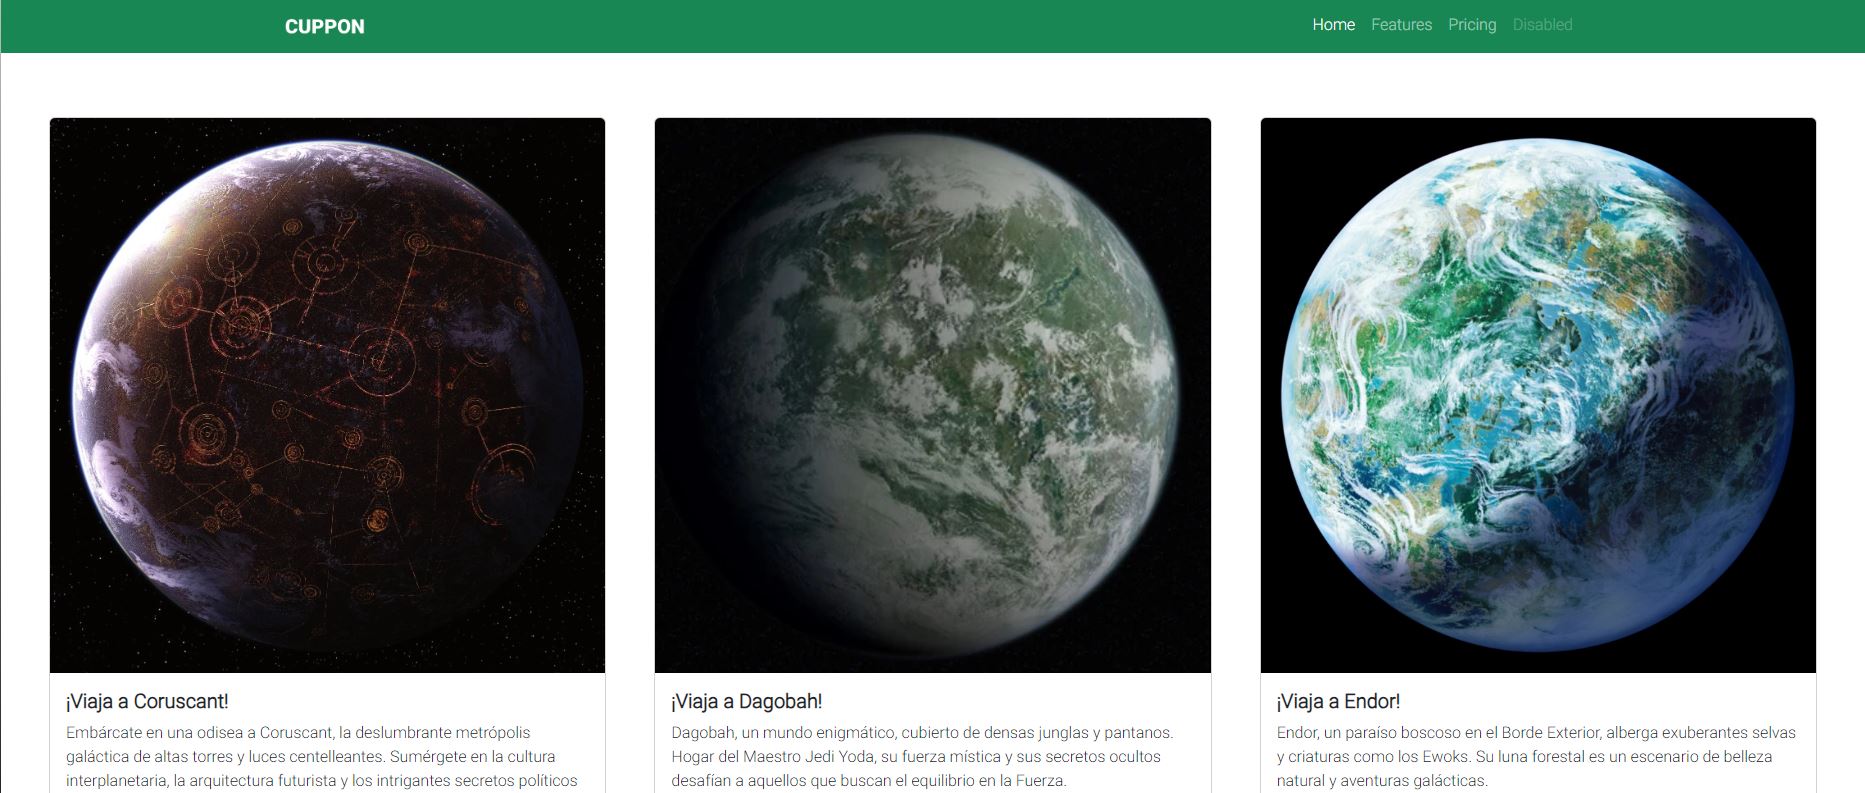 CUPPON
Home Features Pricing Disabled
¡Viaja a Coruscant!
Embárcate en una odisea a Coruscant, la deslumbrante metrópolis
galáctica de altas torres y luces centelleantes. Sumérgete en la cultura
interplanetaria, la arquitectura futurista y los intrigantes secretos políticos
¡Viaja a Dagobah!
Dagobah, un mundo enigmático, cubierto de densas junglas y pantanos.
Hogar del Maestro Jedi Yoda, su fuerza mística y sus secretos ocultos
desafían a aquellos que buscan el equilibrio en la Fuerza.
¡Viaja a Endor!
Endor, un paraíso boscoso en el Borde Exterior, alberga exuberantes selvas
y criaturas como los Ewoks. Su luna forestal es un escenario de belleza
natural y aventuras galácticas.